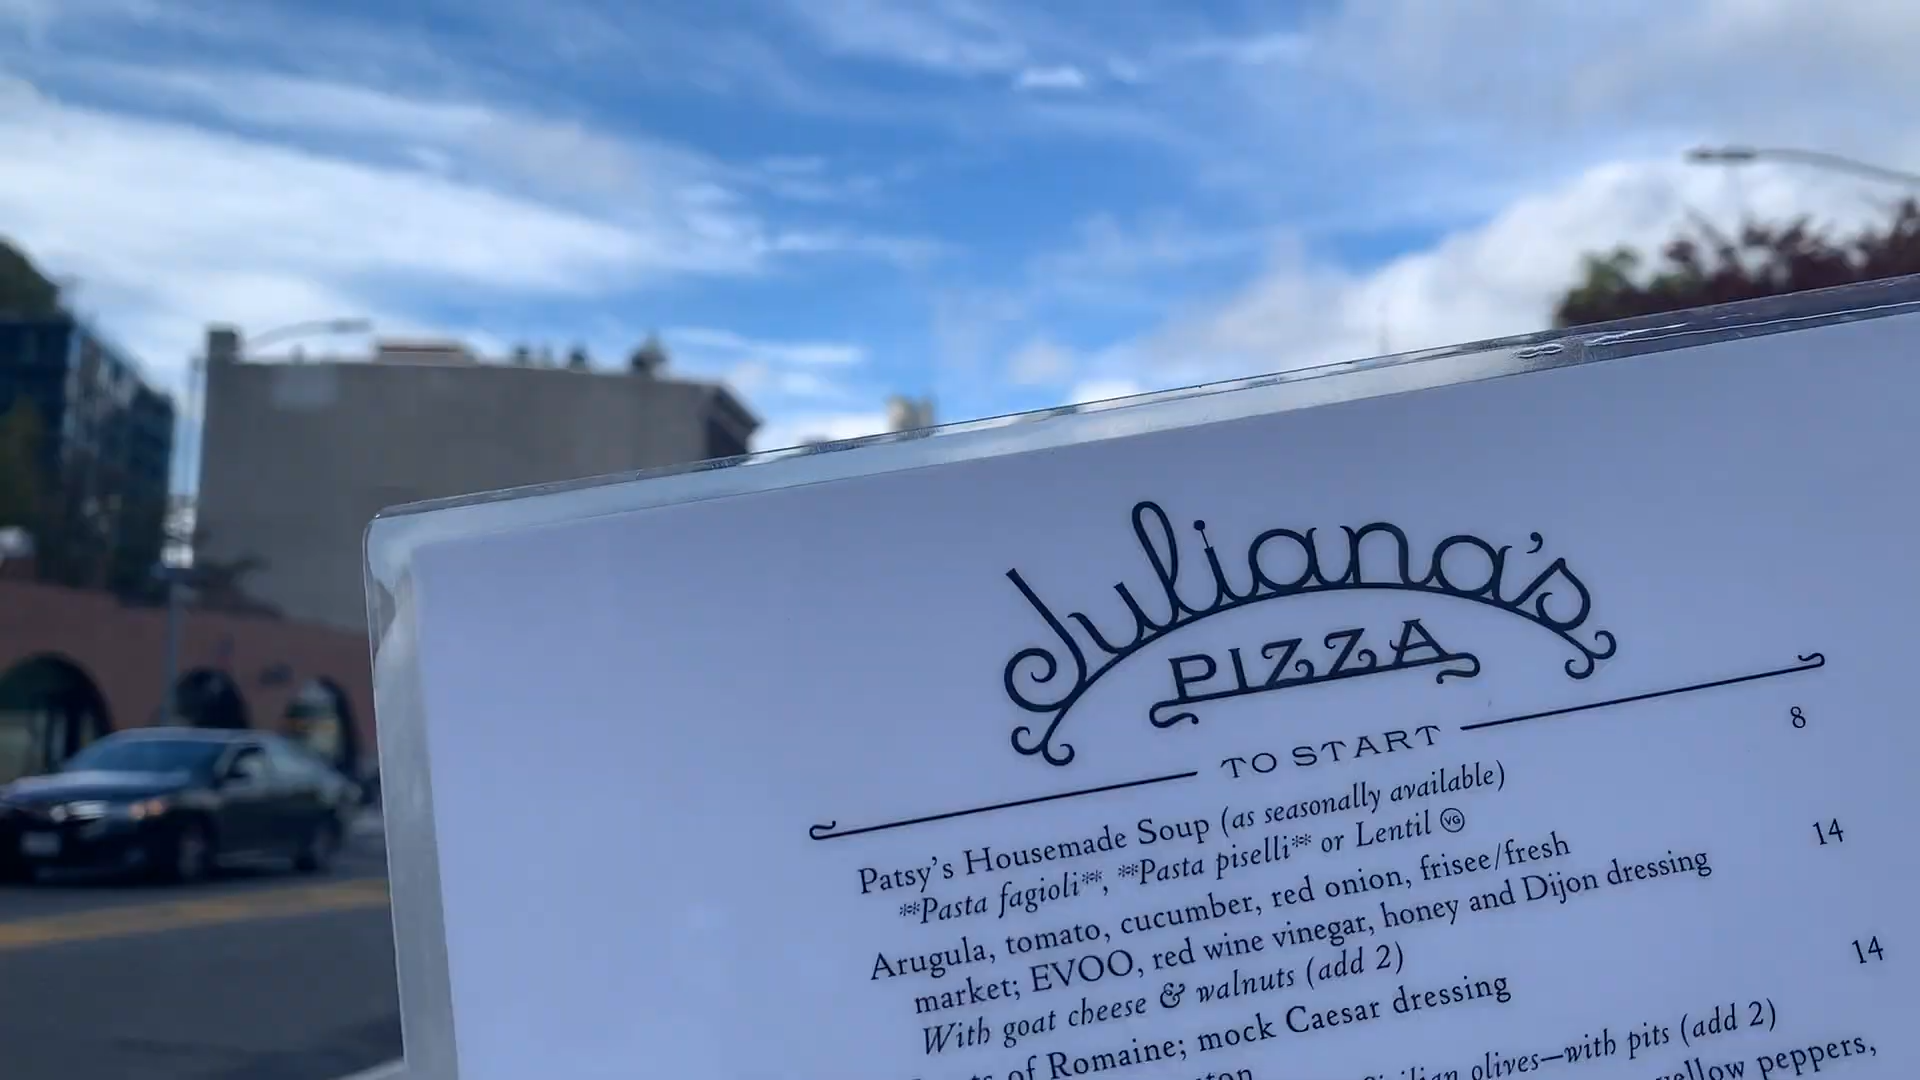 Juliana's
PIZZA
TO START
Patsy's Housemade Soup (as seasonally available) 8
**Pasta fagioli**, **Pasta piselli** or Lentil VG
Arugula, tomato, cucumber, red onion, frisee/fresh 14
market; EVOO, red wine vinegar, honey and Dijon dressing
With goat cheese & walnuts (add 2)
of Romaine; mock Caesar dressing 14
olives—with pits (add 2)
peppers,